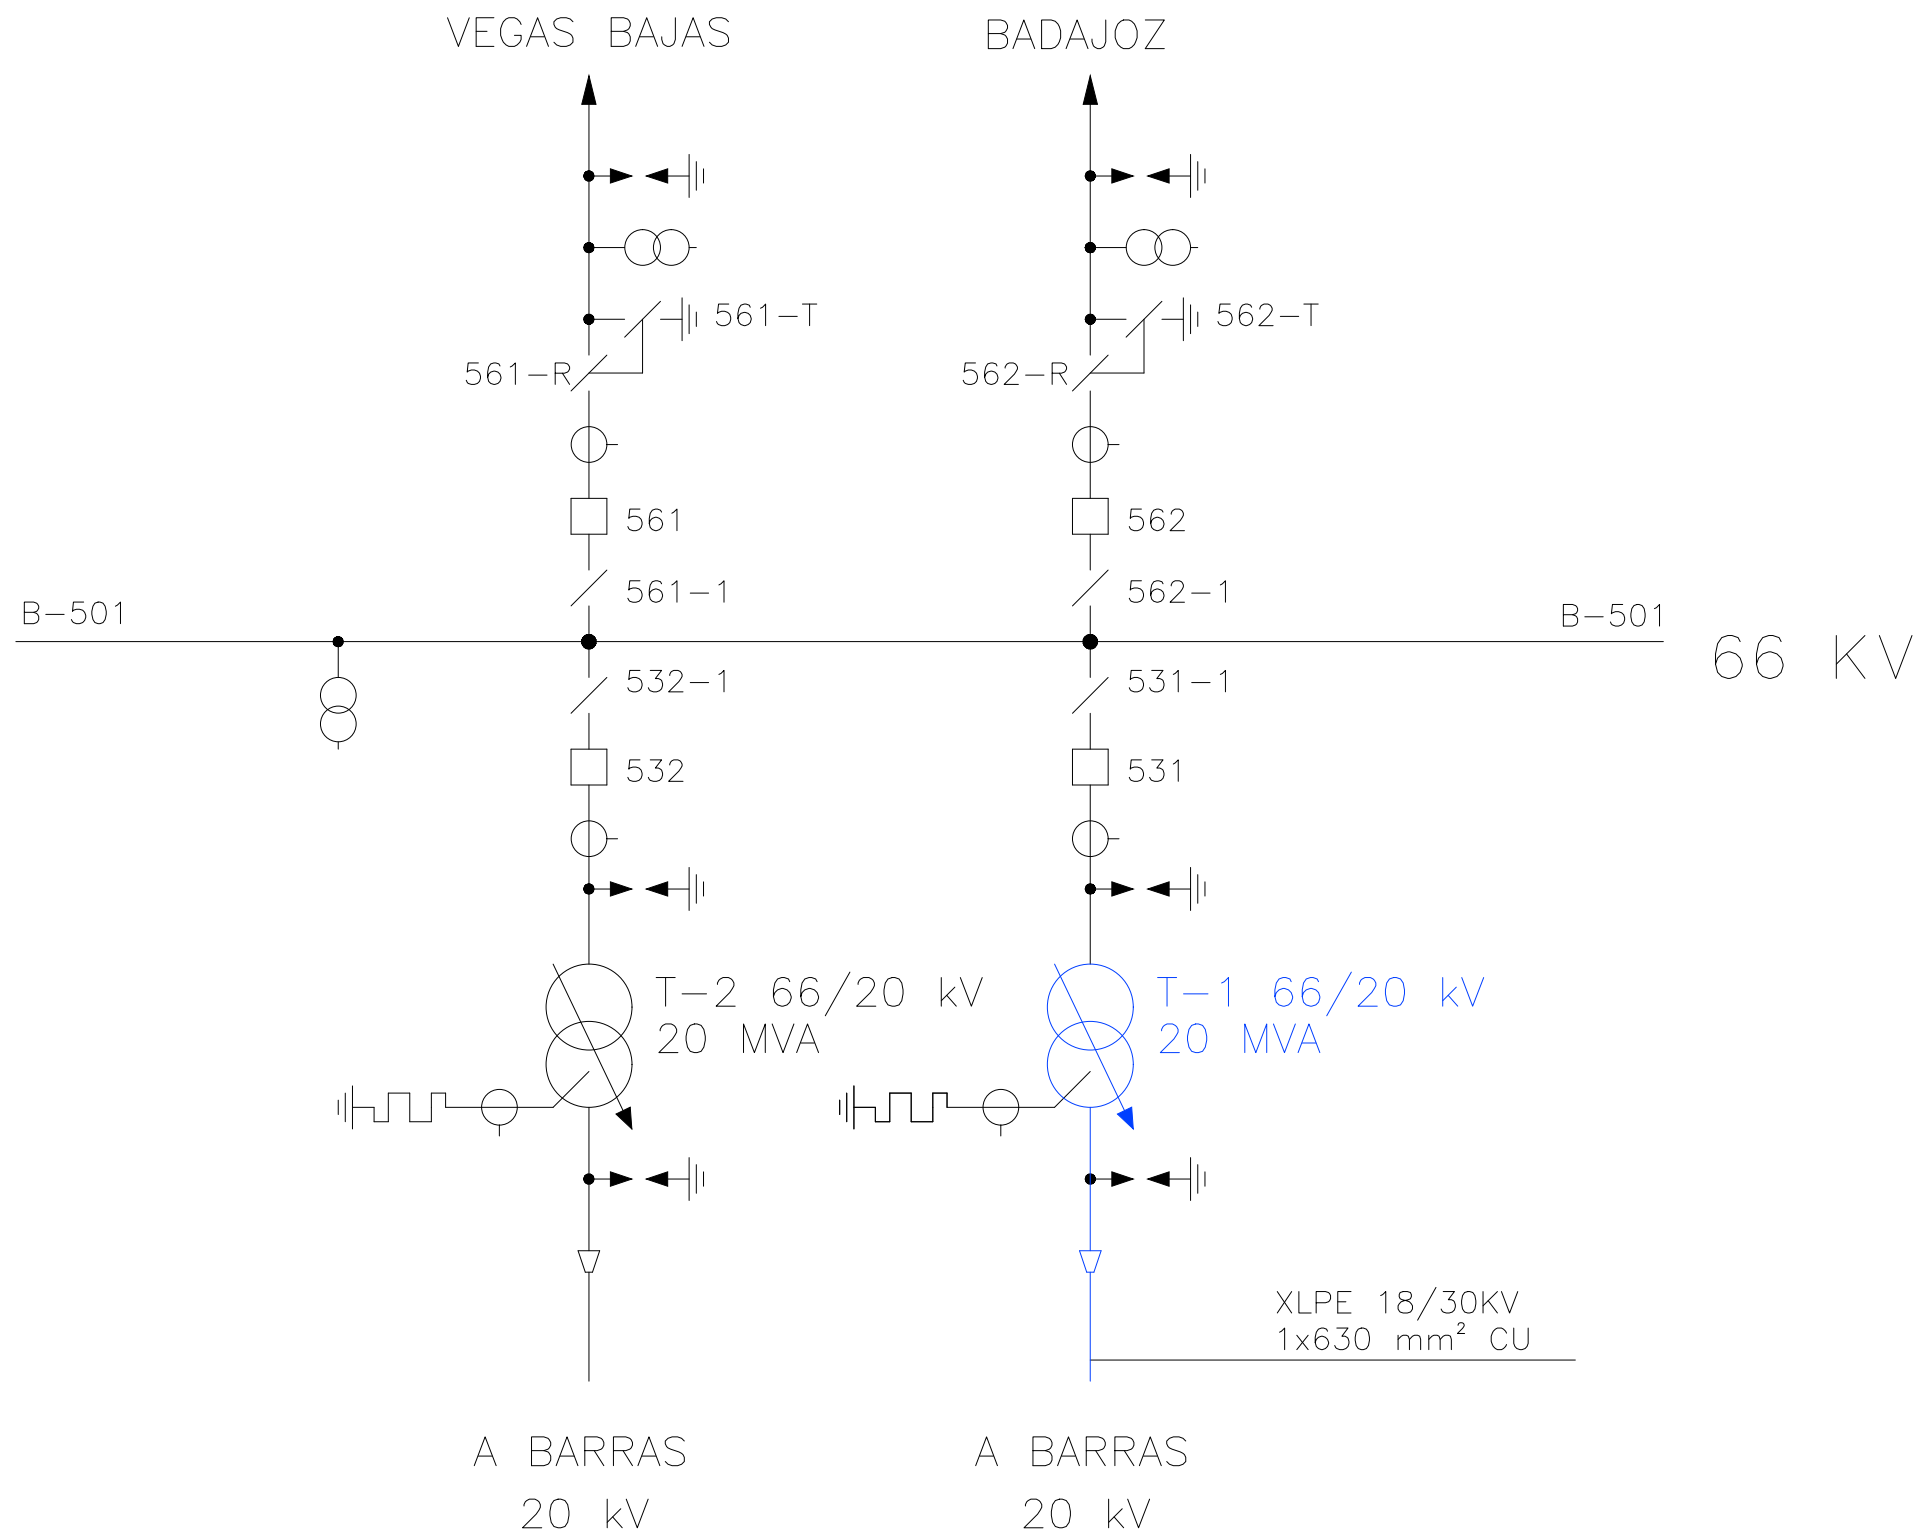 VEGAS BAJAS
BADAJOZ
561-T
562-T
561-R
562-R
561
562
561-1
562-1
B-501
B-501
66 KV
532-1
531-1
532
531
T-2 66/20 kV
20 MVA
T-1 66/20 kV
20 MVA
XLPE 18/30KV
1x630 mm² CU
A BARRAS
20 kV
A BARRAS
20 kV